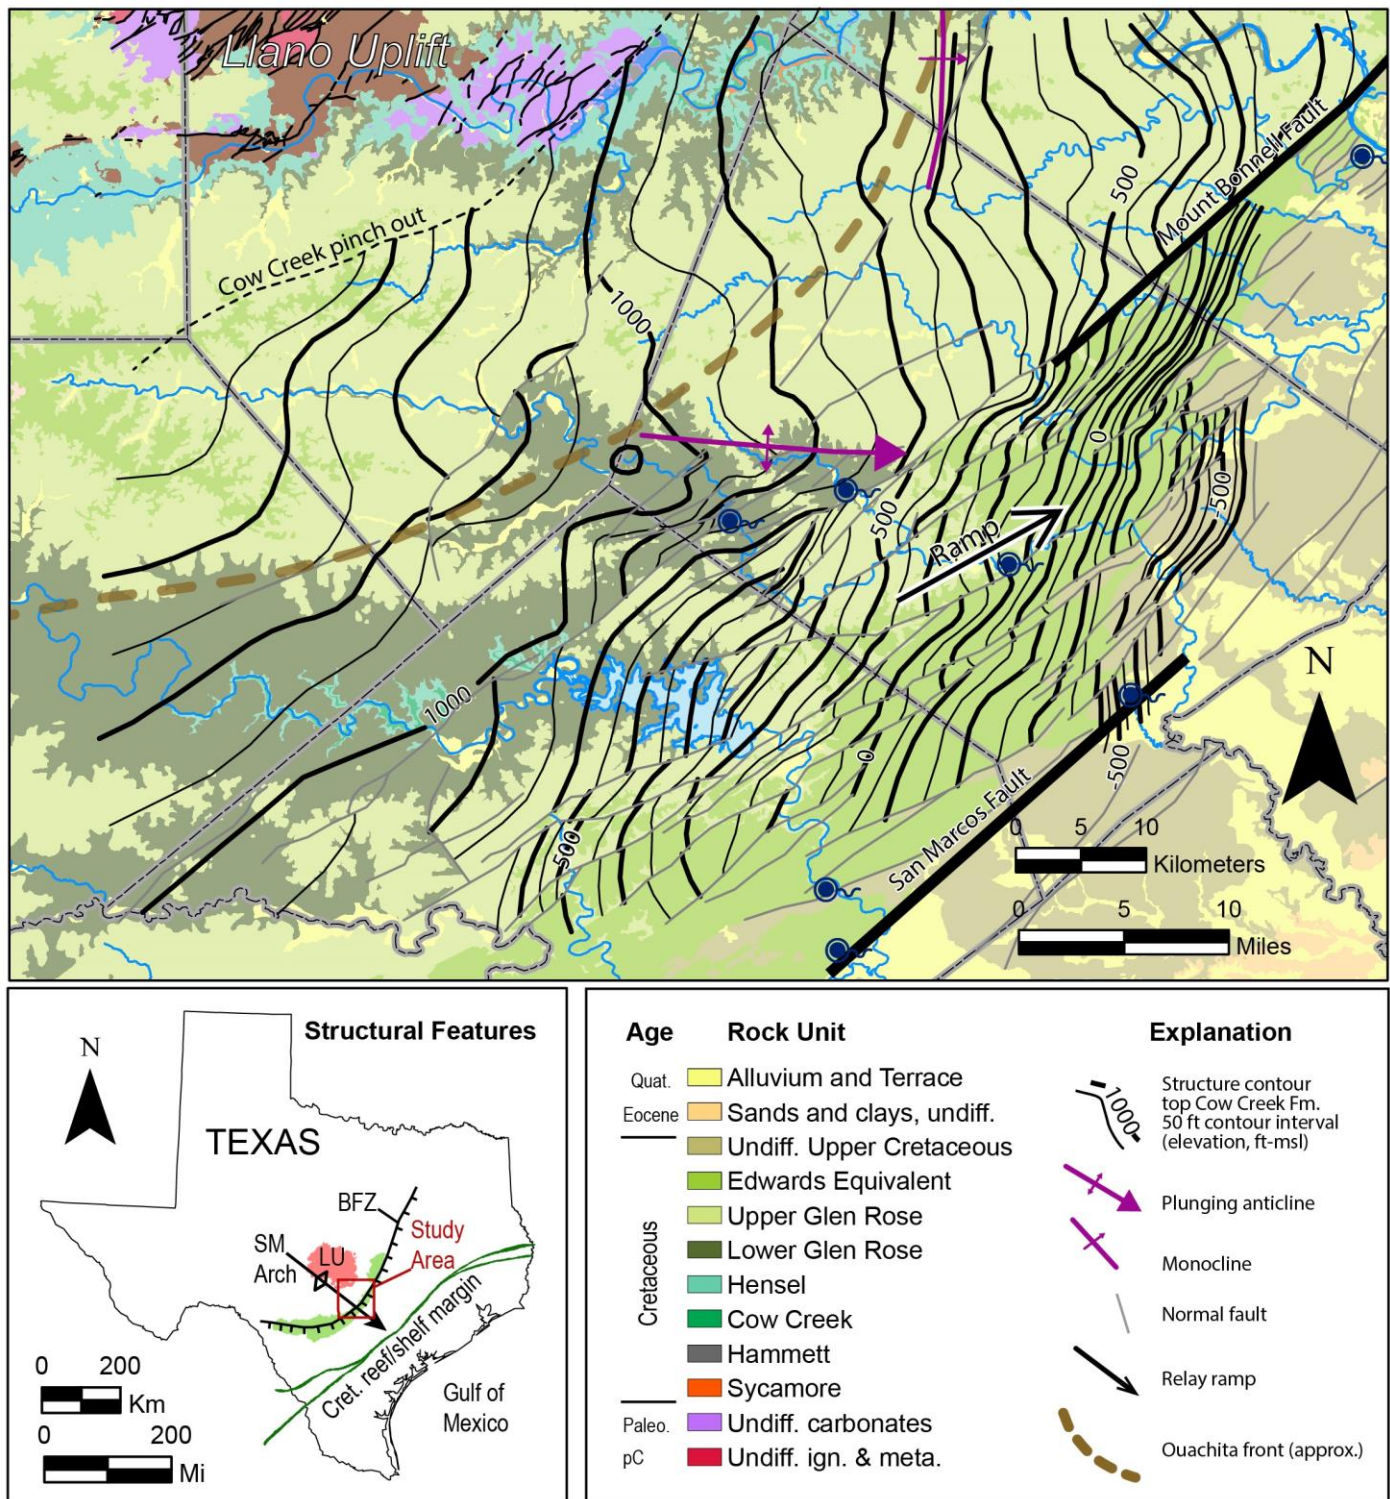 Llano Uplift
Cow Creek pinch out
1000
500
Mount Bonnell Fault
0
500
-500
Ramp
1000
0
-500
500
San Marcos Fault
N
0 5 10
Kilometers
0 5 10
Miles
Structural Features
N
TEXAS
BFZ
SM
Arch
LU
Study
Area
Cret. reef/shelf margin
Gulf of
Mexico
0 200
Km
0 200
Mi
Age Rock Unit
Quat.
Alluvium and Terrace
Eocene
Sands and clays, undiff.
Cretaceous
Undiff. Upper Cretaceous
Edwards Equivalent
Upper Glen Rose
Lower Glen Rose
Hensel
Cow Creek
Hammett
Sycamore
Paleo.
Undiff. carbonates
pC
Undiff. ign. & meta.
Explanation
1000
Structure contour
top Cow Creek Fm.
50 ft contour interval
(elevation, ft-msl)
Plunging anticline
Monocline
Normal fault
Relay ramp
Ouachita front (approx.)